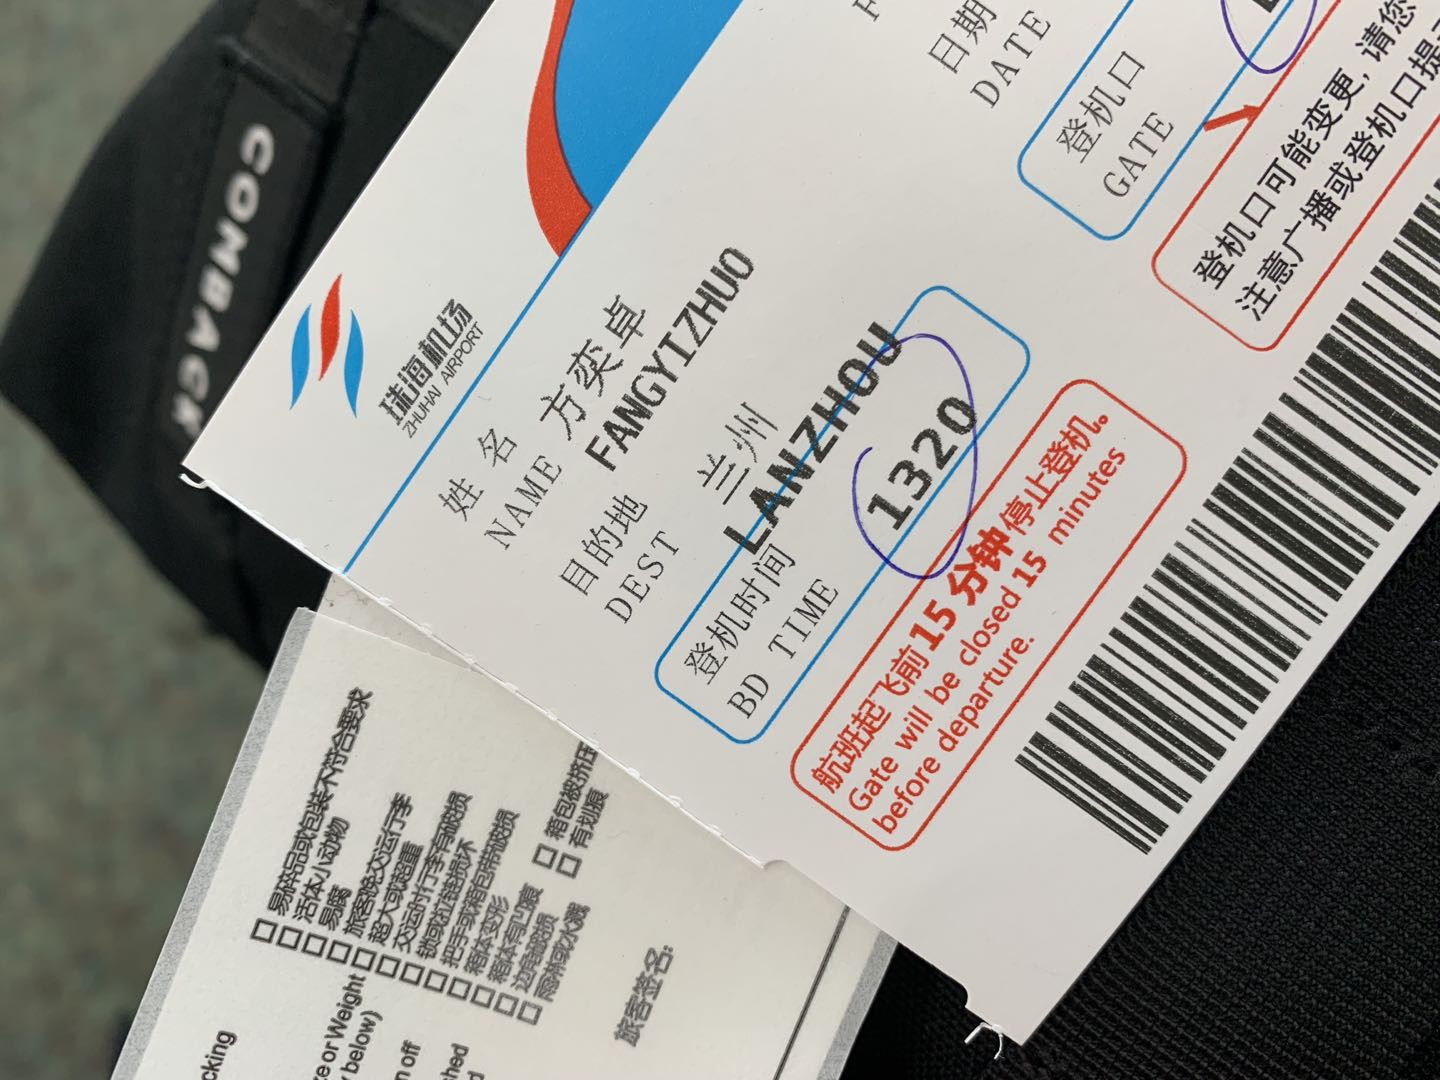 cking
ze or Weight
y below)
n off
shed
d
易碎品或包装不符合要求
活体小动物
易腐
旅客晚交运行李
超大或超重
交运时行李有破损
锁或拉链损坏
把手或箱包带破损
箱体变形
箱体有凹痕
边角破损
雨淋或水溅
箱包被挤压
有划痕
旅客签名:
COMBACK
珠海机场
ZHUHAI AIRPORT
姓名 方奕卓
NAME FANGYIZHUO
目的地 兰州
DEST LANZHOU
登机时间
BD TIME 1320
航班起飞前15分钟停止登机。
Gate will be closed 15 minutes
before departure.
F
日期
DATE
登机口
GATE
登机口可能变更，请您
注意广播或登机口提